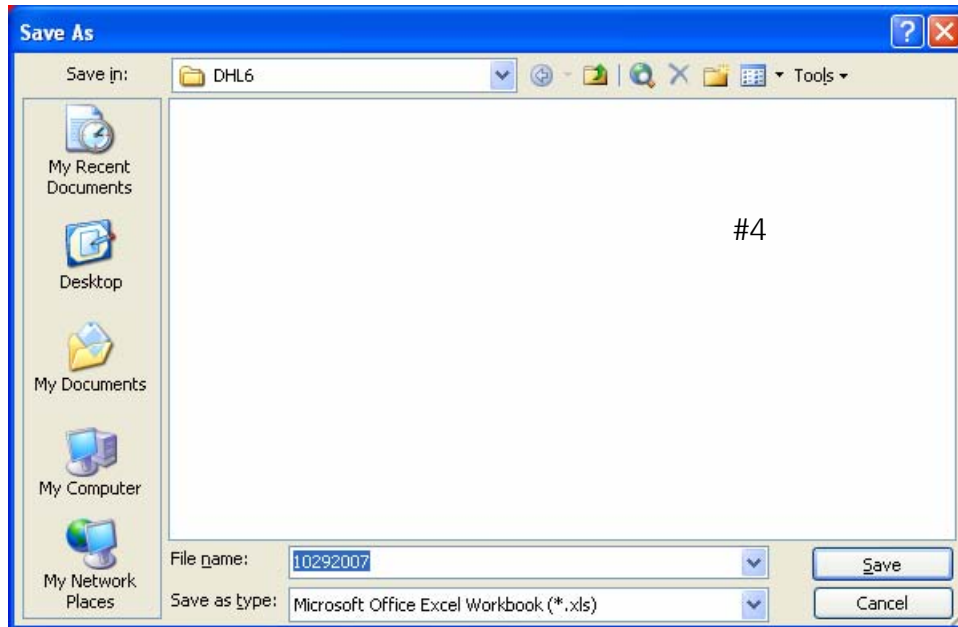 Save As
Save in:
DHL6
Tools
My Recent
Documents
#4
Desktop
My Documents
My Computer
My Network
Places
File name:
10292007
Save
Save as type:
Microsoft Office Excel Workbook (*.xls)
Cancel